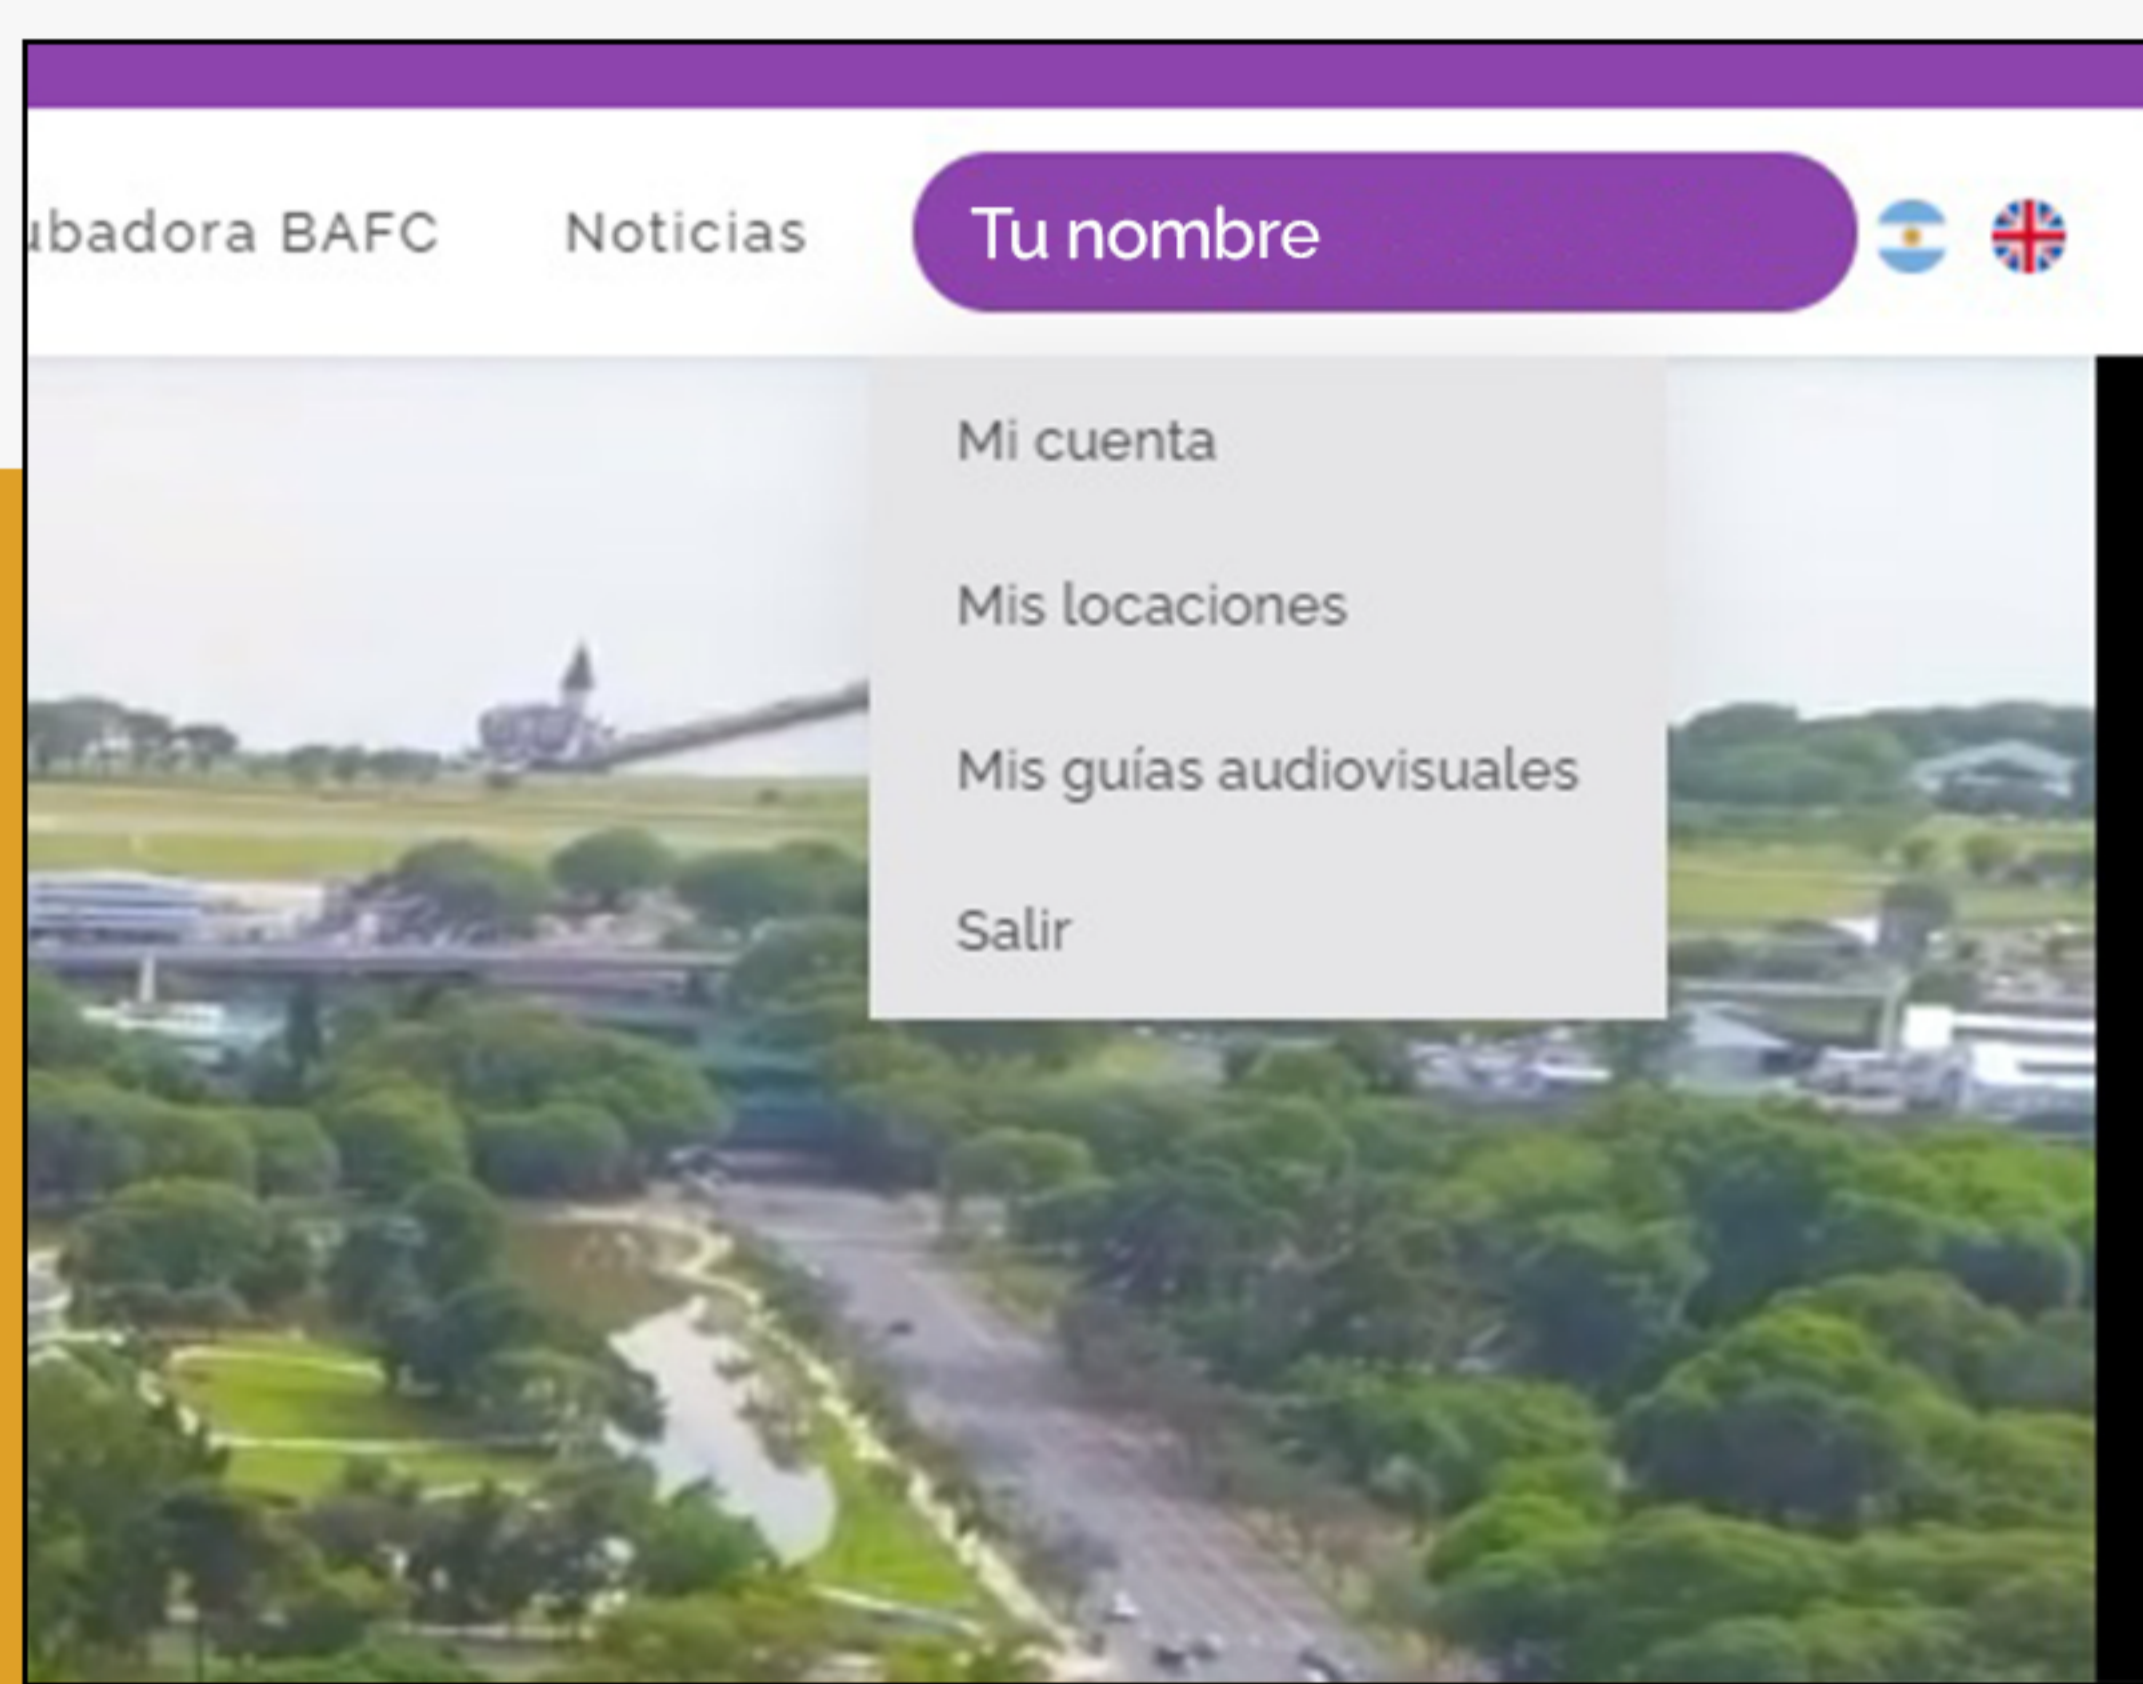 ubadora BAFC
Noticias
Tu nombre
Mi cuenta
Mis locaciones
Mis guías audiovisuales
Salir